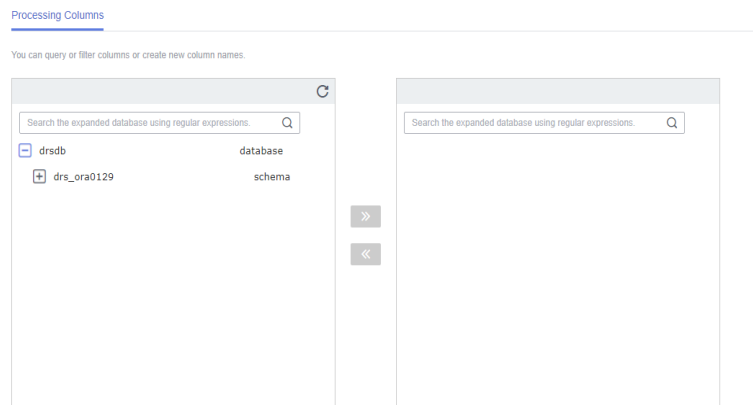 Processing Columns
You can query or filter columns or create new column names.
Search the expanded database using regular expressions.
Search the expanded database using regular expressions.
drsdb database
drs_ora0129 schema